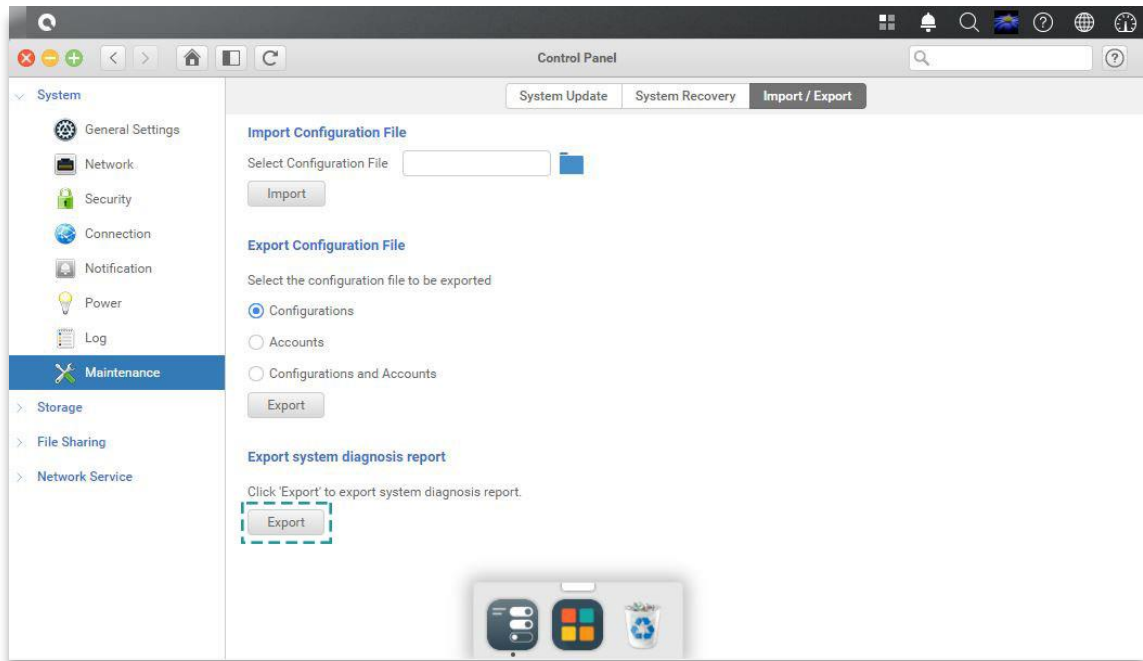 Control Panel
System
General Settings
Network
Security
Connection
Notification
Power
Log
Maintenance
Storage
File Sharing
Network Service
System Update
System Recovery
Import / Export
Import Configuration File
Select Configuration File
Import
Export Configuration File
Select the configuration file to be exported
Configurations
Accounts
Configurations and Accounts
Export
Export system diagnosis report
Click 'Export' to export system diagnosis report.
Export